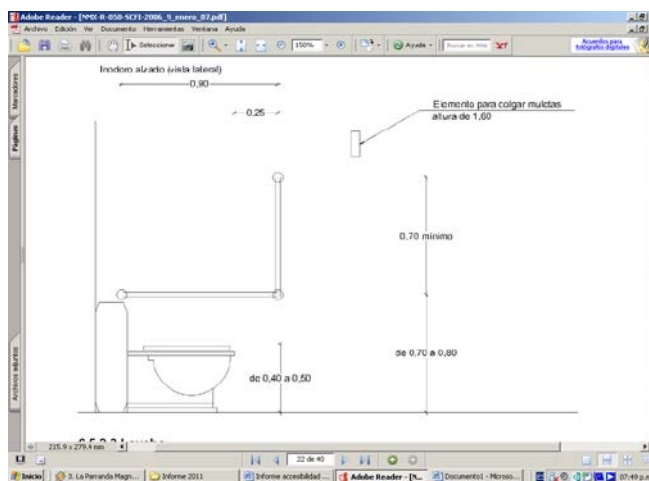 Adobe Reader - [NMX-R-050-SCFI-2006_9_enero_07.pdf]
Archivo Edición Ver Documento Herramientas Ventana Ayuda
Seleccionar 150% Ayuda Buscar en Web Y!
Acuerdos para fotógrafos digitales
Marcadores
Páginas
Archivos adjuntos
Inodoro alzado (vista lateral)
0,90
0,25
Elemento para colgar muletas
altura de 1,60
0,70 mínimo
de 0,70 a 0,80
de 0,40 a 0,50
215.9 x 279.4 mm
22 de 40
Inicio 3. La Parranda Magn... Informe 2011 Informe accesibilidad ... Adobe Reader - [N... Documento1 - Microso... 07:49 p.m.